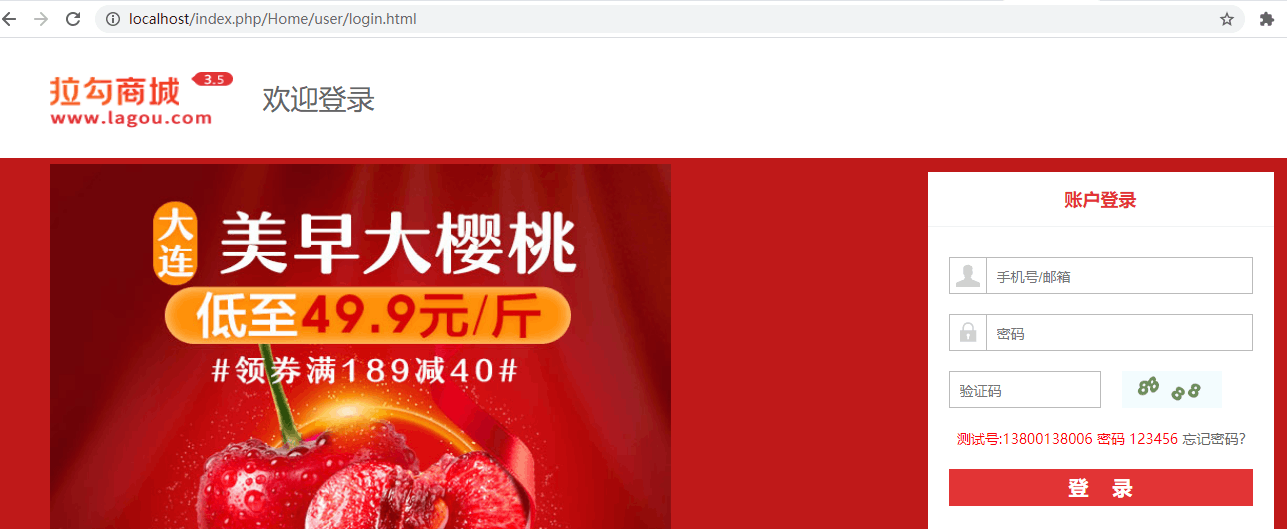 localhost/index.php/Home/user/login.html
拉勾商城 3.5
www.lagou.com
欢迎登录
大连
美早大樱桃
低至49.9元/斤
#领券满189减40#
账户登录
手机号/邮箱
密码
验证码
8888
测试号:13800138006 密码 123456 忘记密码?
登 录